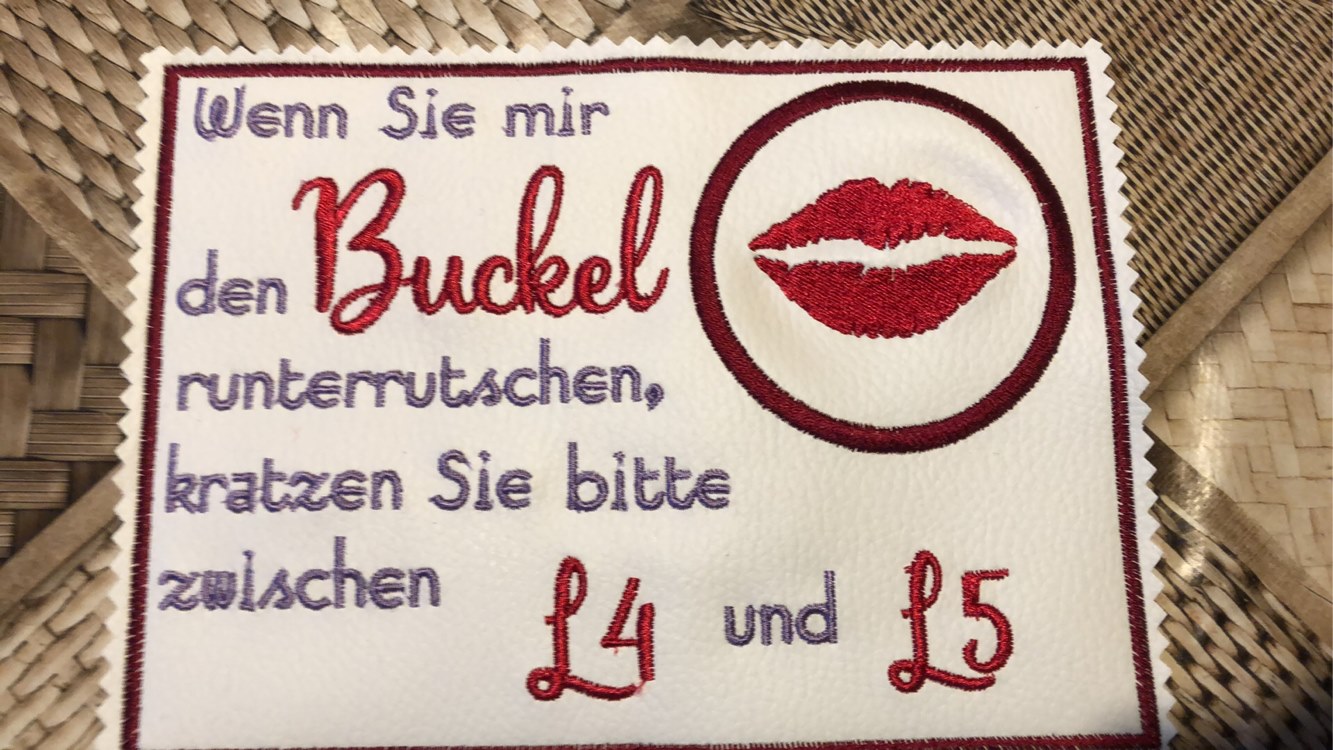 Wenn Sie mir
den Buckel
runterrutschen,
kratzen Sie bitte
zwischen L4 und L5